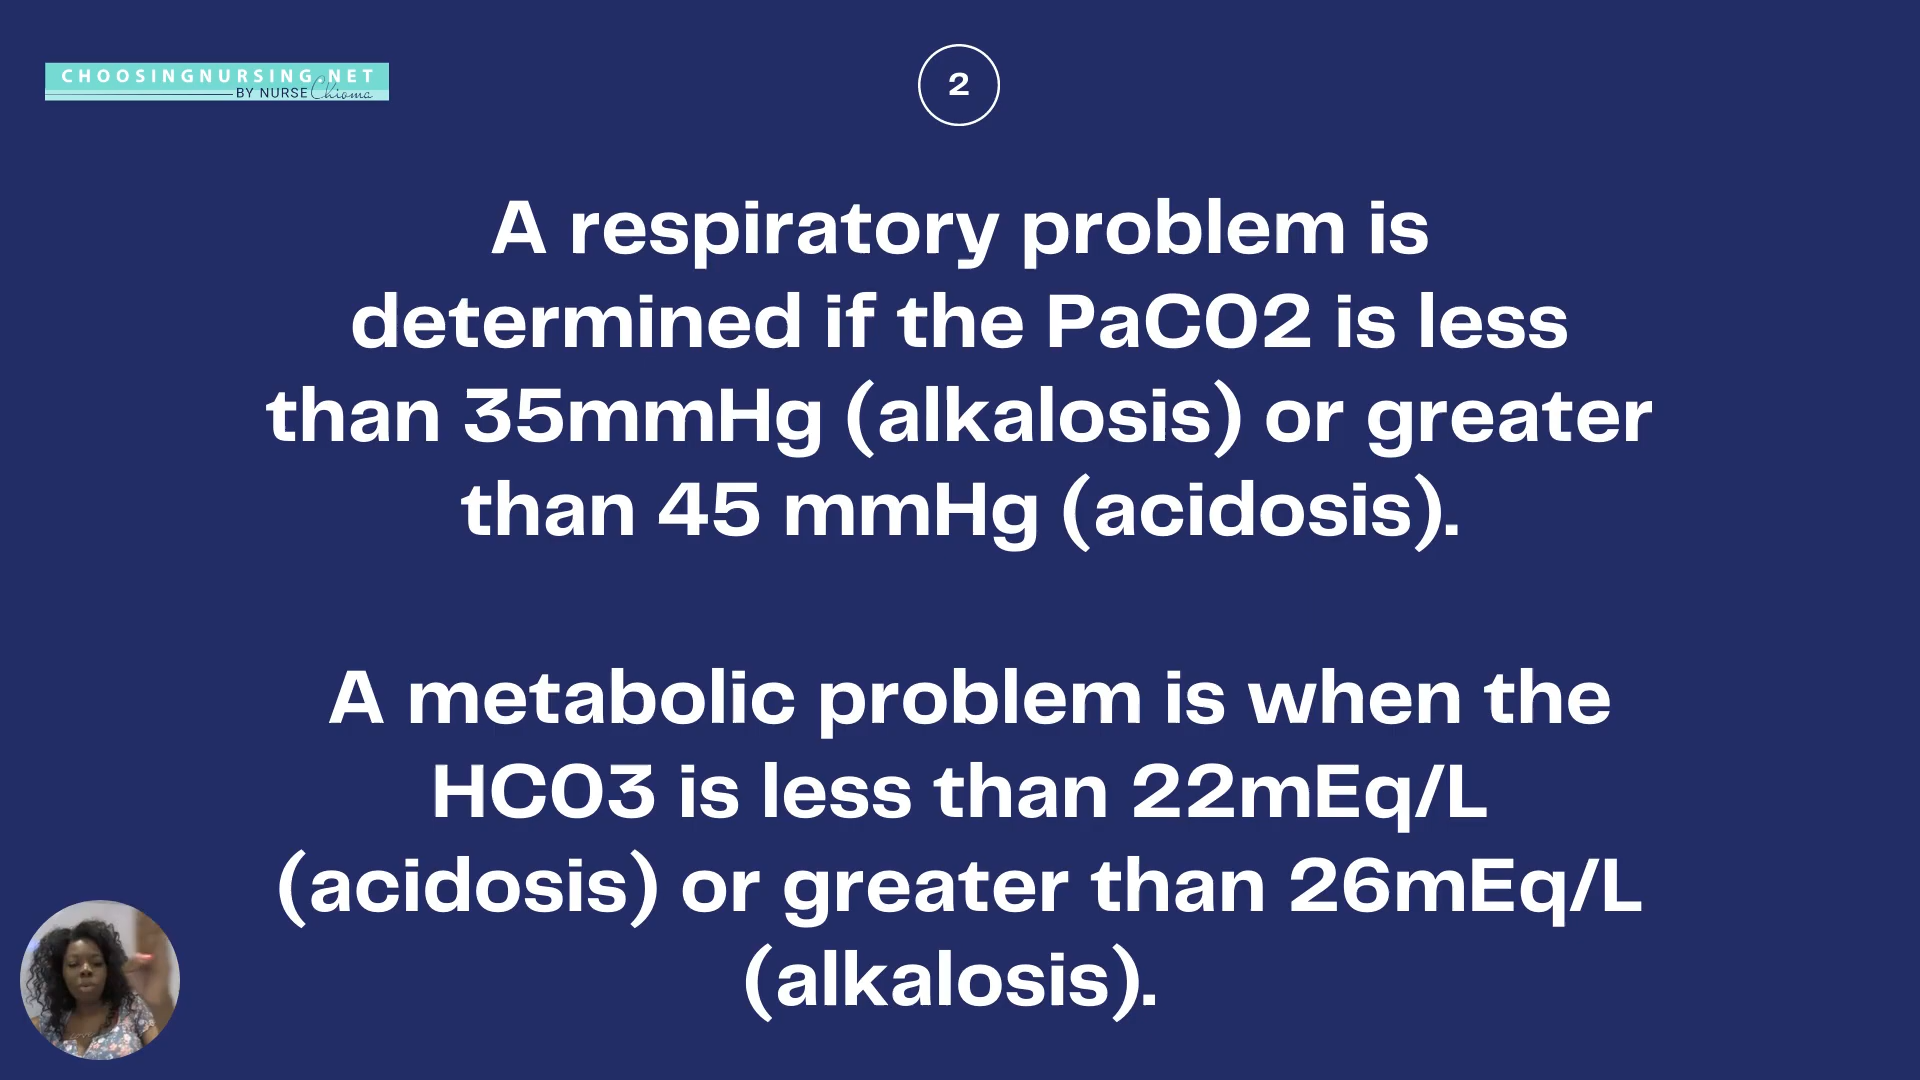 CHOOSINGNURSING.NET
BY NURSE Chioma
2
A respiratory problem is
determined if the PaCO2 is less
than 35mmHg (alkalosis) or greater
than 45 mmHg (acidosis).
A metabolic problem is when the
HCO3 is less than 22mEq/L
(acidosis) or greater than 26mEq/L
(alkalosis).